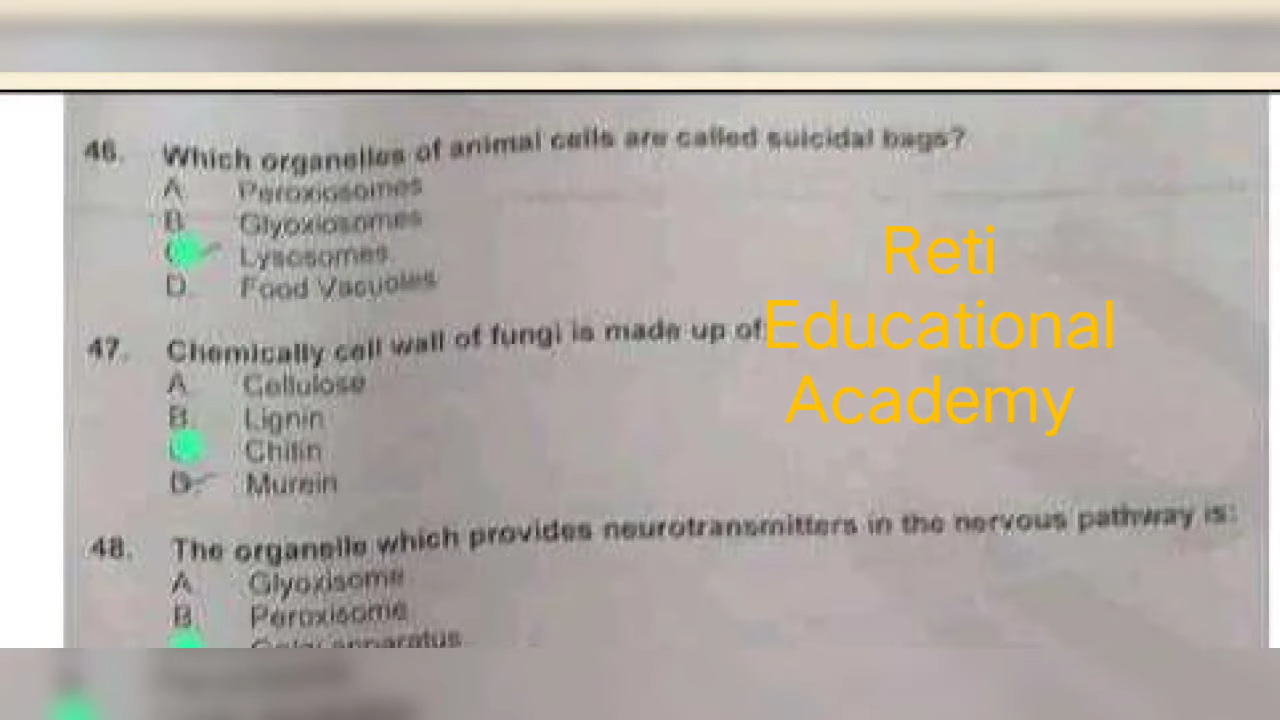 46. Which organelles of animal cells are called suicidal bags?
A. Peroxiosomes
B. Glyoxiosomes
C Lysosomes
D. Food Vacuoles
47. Chemically cell wall of fungi is made up of
A Cellulose
B. Lignin
Chitin
D. Murein
48. The organelle which provides neurotransmitters in the nervous pathway is:
A Glyoxisome
B. Peroxisome
Golgi apparatus
Reti
Educational
Academy